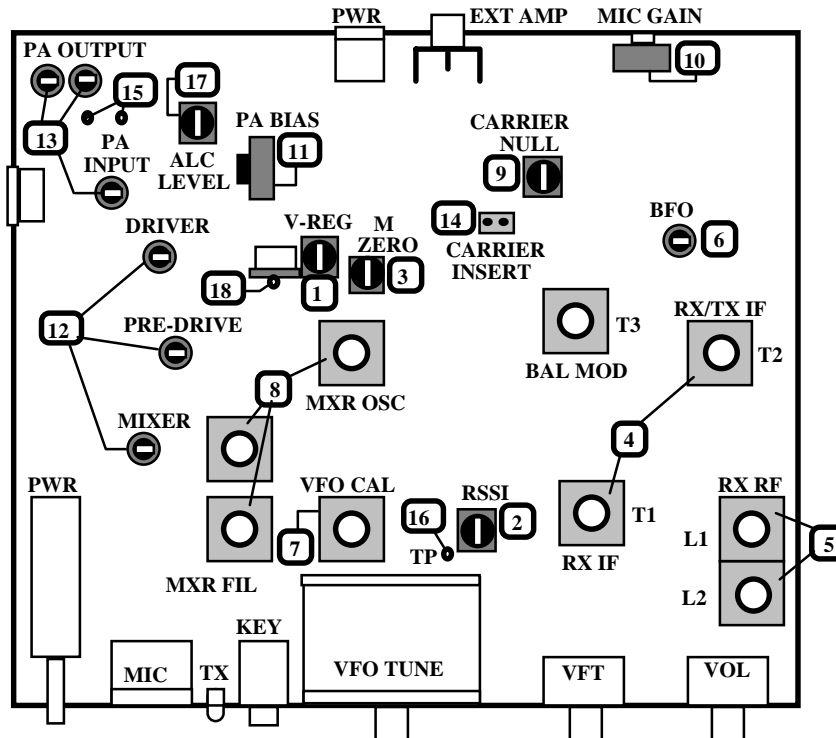 PWR
EXT AMP
MIC GAIN
PA OUTPUT
17
10
15
13
PA
INPUT
PA BIAS
11
CARRIER
NULL
9
ALC
LEVEL
14
BFO
6
DRIVER
V-REG
M
ZERO
CARRIER
INSERT
18
1
3
12
PRE-DRIVE
T3
RX/TX IF
T2
BAL MOD
8
MXR OSC
MIXER
4
PWR
VFO CAL
16
RSSI
2
T1
RX RF
L1
5
7
TP
RX IF
MXR FIL
L2
KEY
MIC
TX
VFO TUNE
VFT
VOL